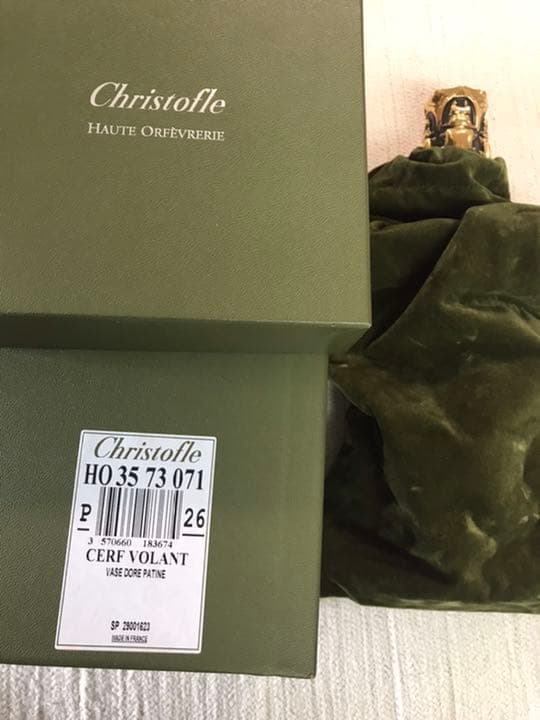 Christofle
HAUTE ORFÈVRERIE
Christofle
HO 35 73 071
P 26
3 570660 183674
CERF VOLANT
VASE DORE PATINE
SP 29001623
MADE IN FRANCE